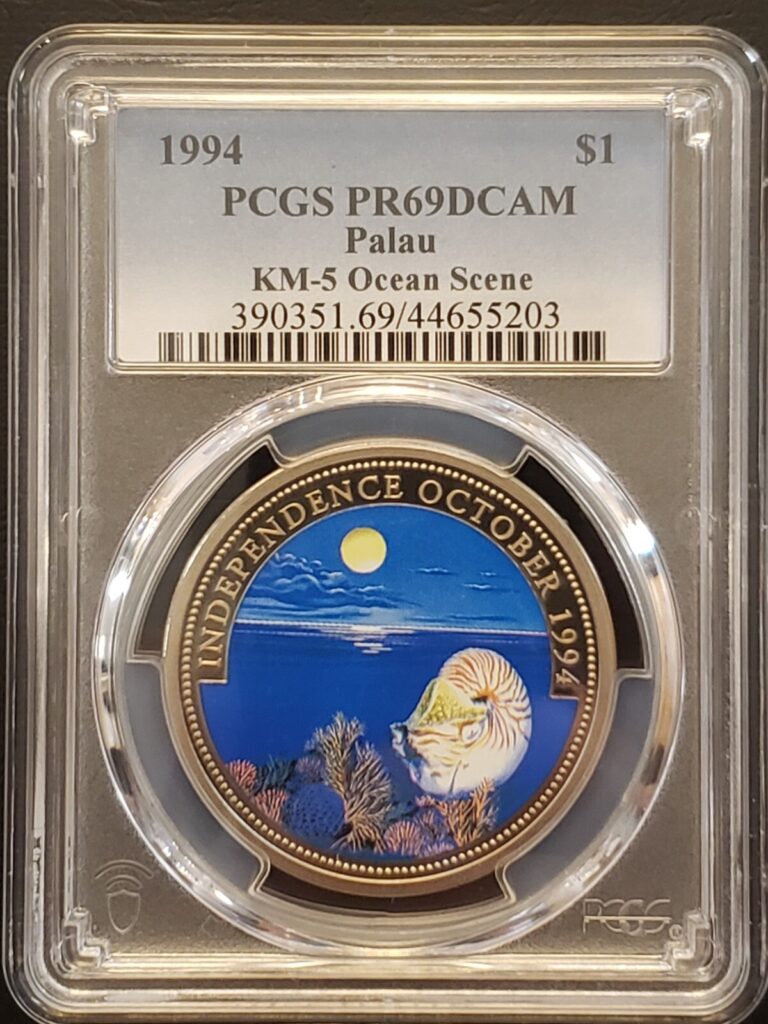 1994 $1
PCGS PR69DCAM
Palau
KM-5 Ocean Scene
390351.69/44655203
INDEPENDENCE OCTOBER 1994
PCGS